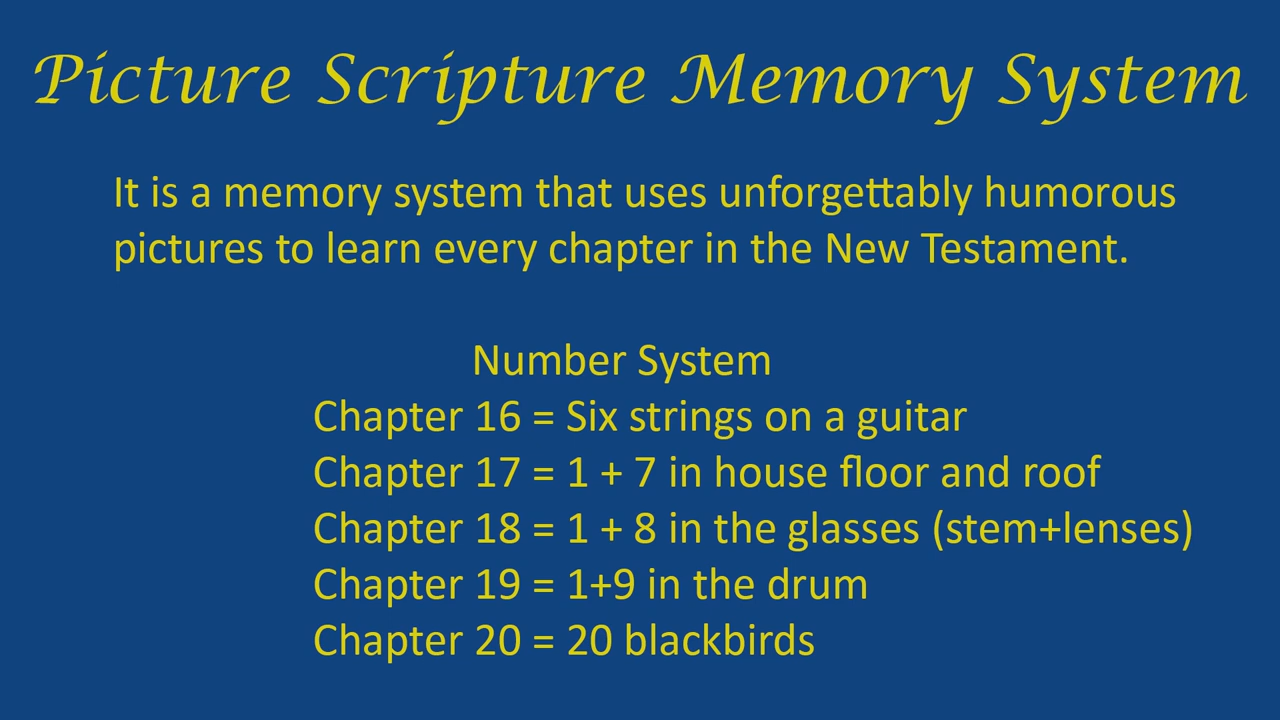 Picture Scripture Memory System
It is a memory system that uses unforgettably humorous
pictures to learn every chapter in the New Testament.
Number System
Chapter 16 = Six strings on a guitar
Chapter 17 = 1 + 7 in house floor and roof
Chapter 18 = 1 + 8 in the glasses (stem+lenses)
Chapter 19 = 1+9 in the drum
Chapter 20 = 20 blackbirds